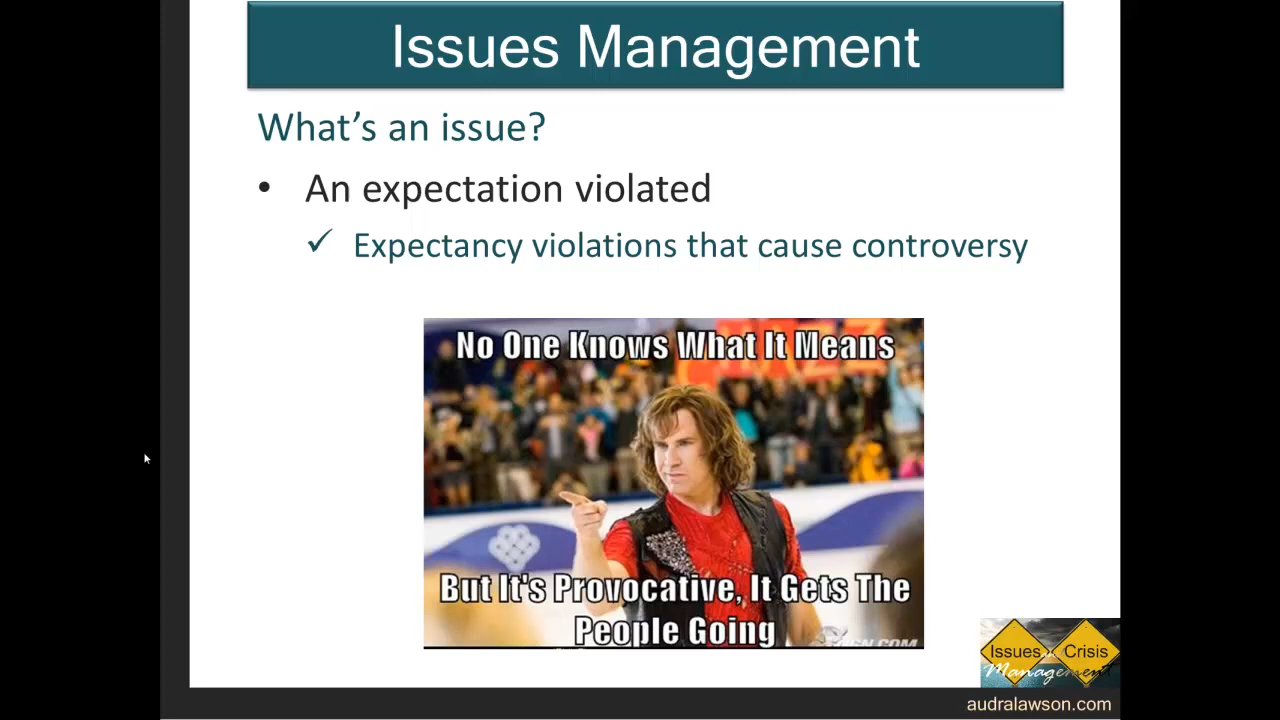 Issues Management
What’s an issue?
• An expectation violated
✓ Expectancy violations that cause controversy
No One Knows What It Means
But It's Provocative, It Gets The
People Going
Issues
Crisis
Management
audralawson.com